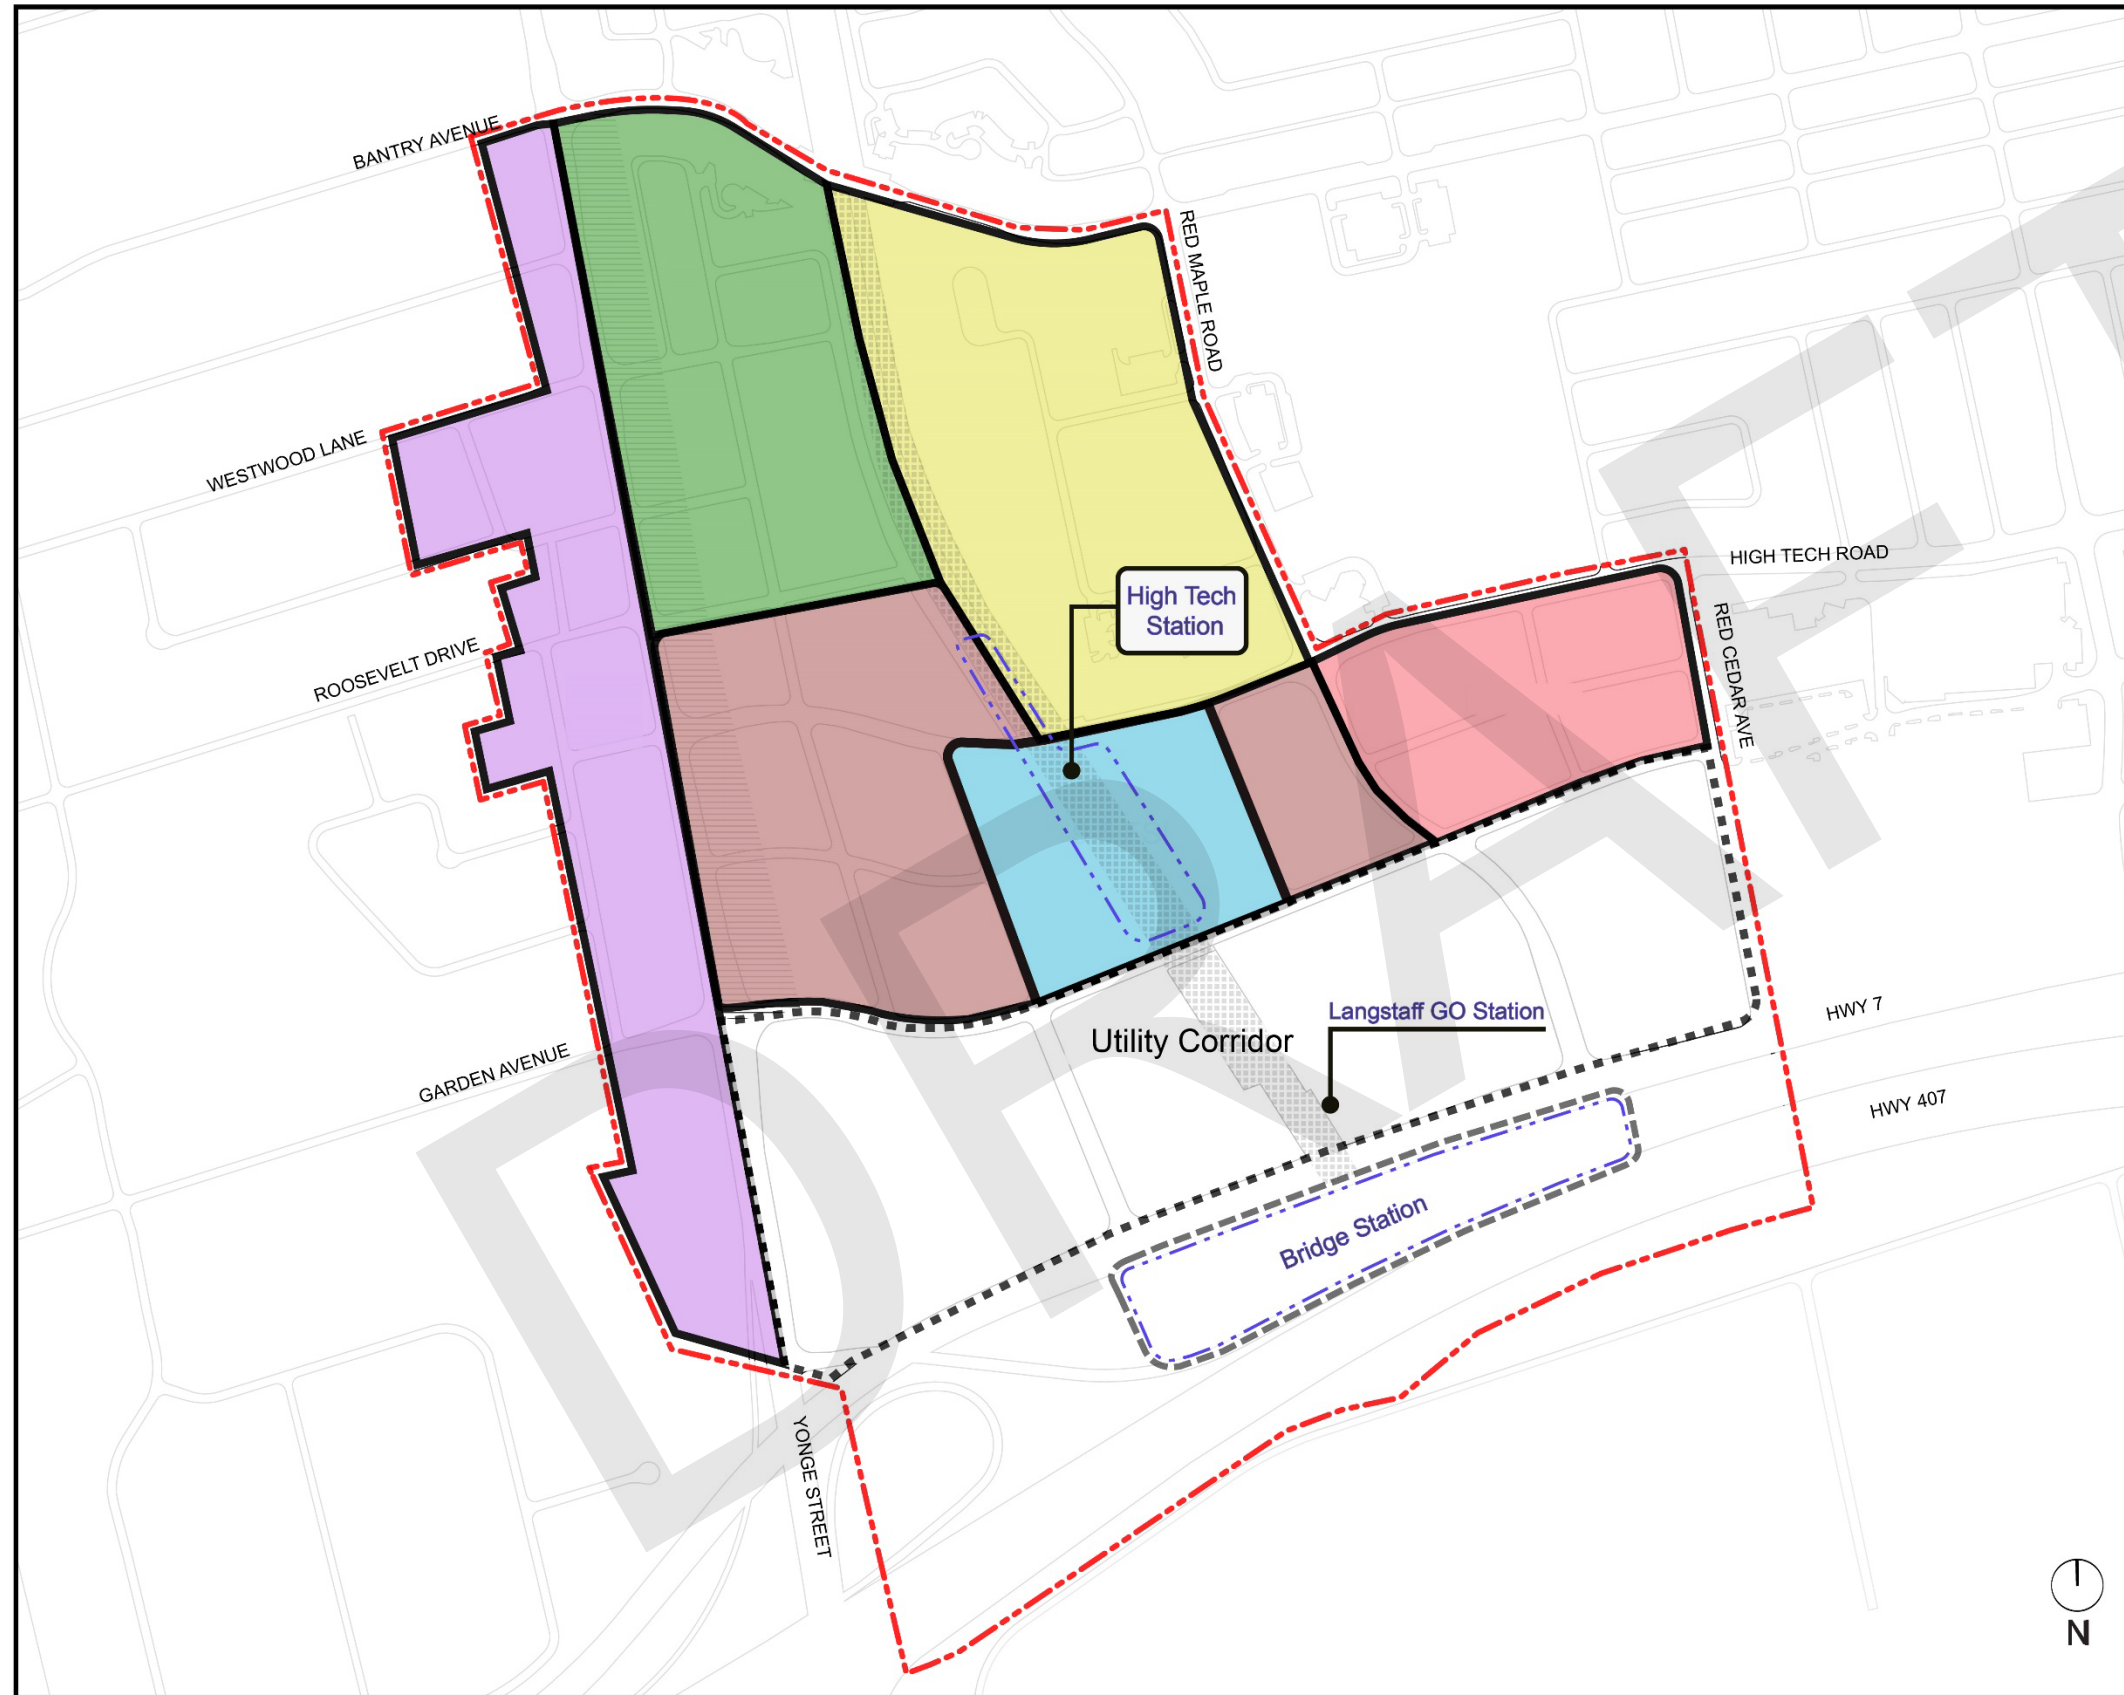 BANTRY AVENUE
RED MAPLE ROAD
WESTWOOD LANE
HIGH TECH ROAD
High Tech
Station
RED CEDAR AVE
ROOSEVELT DRIVE
Langstaff GO Station
HWY 7
Utility Corridor
GARDEN AVENUE
HWY 407
Bridge Station
YONGE STREET
N
DRAFT